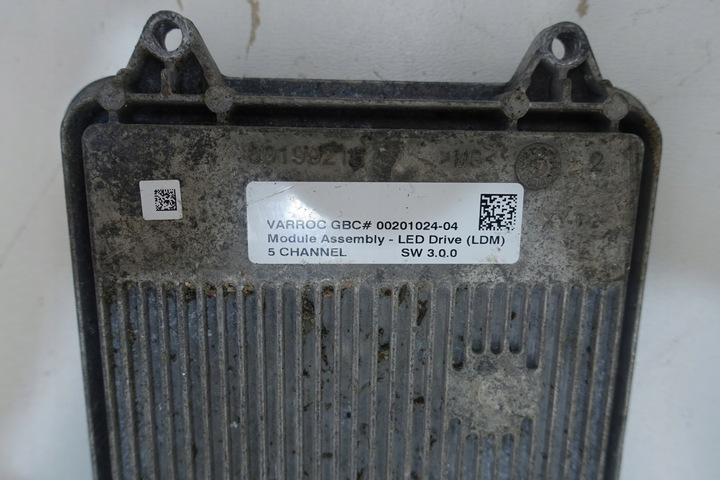 VARROC GBC# 00201024-04
Module Assembly - LED Drive (LDM)
5 CHANNEL SW 3.0.0